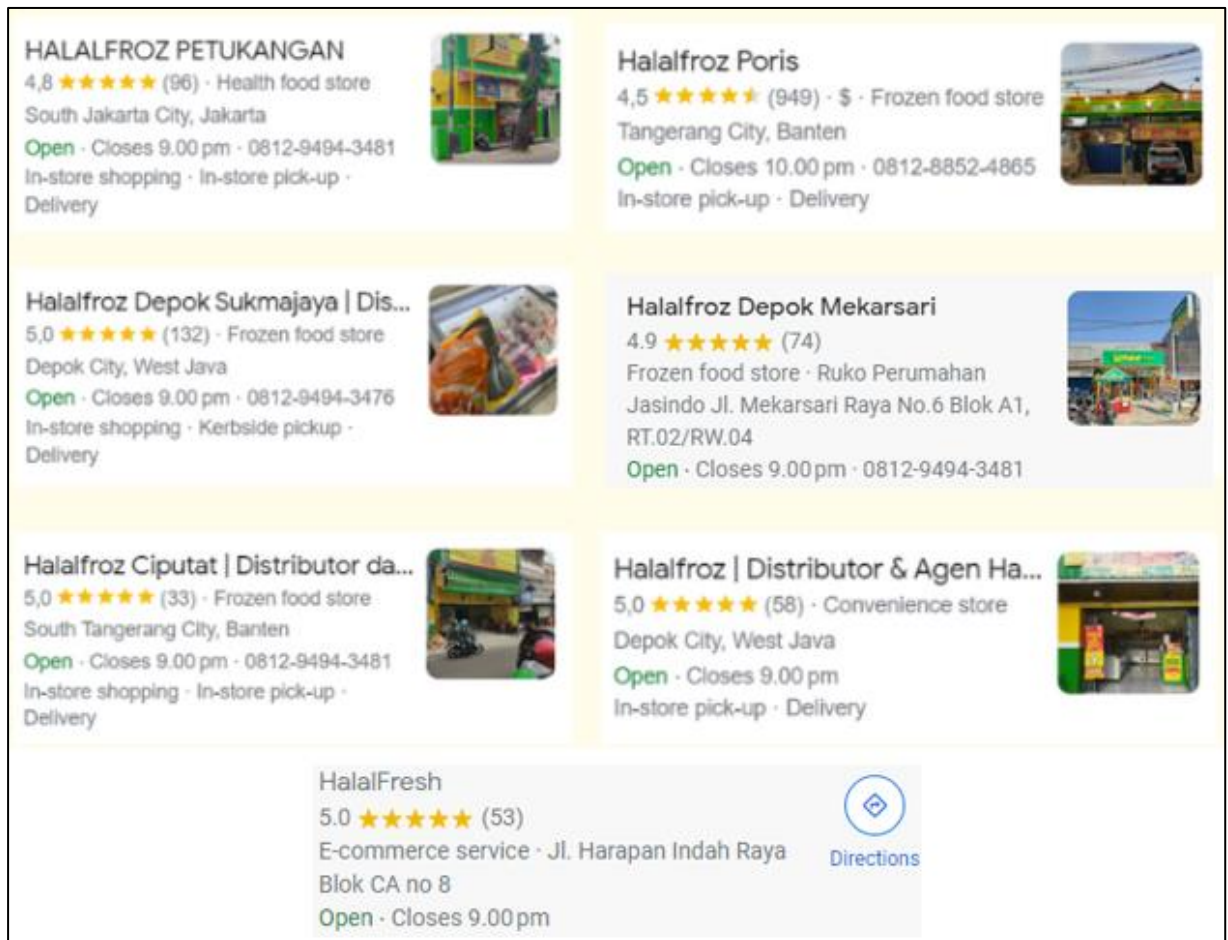 HALALFROZ PETUKANGAN
4,8 (96) · Health food store
South Jakarta City, Jakarta
Open · Closes 9.00 pm · 0812-9494-3481
In-store shopping · In-store pick-up ·
Delivery
Halalfroz Poris
4,5 (949) · $ · Frozen food store
Tangerang City, Banten
Open · Closes 10.00 pm · 0812-8852-4865
In-store pick-up · Delivery
Halalfroz Depok Sukmajaya | Dis...
5,0 (132) · Frozen food store
Depok City, West Java
Open · Closes 9.00 pm · 0812-9494-3476
In-store shopping · Kerbside pickup ·
Delivery
Halalfroz Depok Mekarsari
4.9 (74)
Frozen food store · Ruko Perumahan
Jasindo Jl. Mekarsari Raya No.6 Blok A1,
RT.02/RW.04
Open · Closes 9.00 pm · 0812-9494-3481
Halalfroz Ciputat | Distributor da...
5,0 (33) · Frozen food store
South Tangerang City, Banten
Open · Closes 9.00 pm · 0812-9494-3481
In-store shopping · In-store pick-up ·
Delivery
Halalfroz | Distributor & Agen Ha...
5,0 (58) · Convenience store
Depok City, West Java
Open · Closes 9.00 pm
In-store pick-up · Delivery
HalalFresh
5.0 (53)
E-commerce service · Jl. Harapan Indah Raya
Blok CA no 8
Open · Closes 9.00 pm
Directions